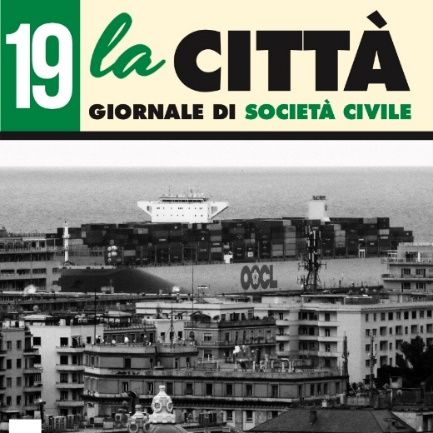 19 la CITTÀ
GIORNALE DI SOCIETÀ CIVILE
OOCL